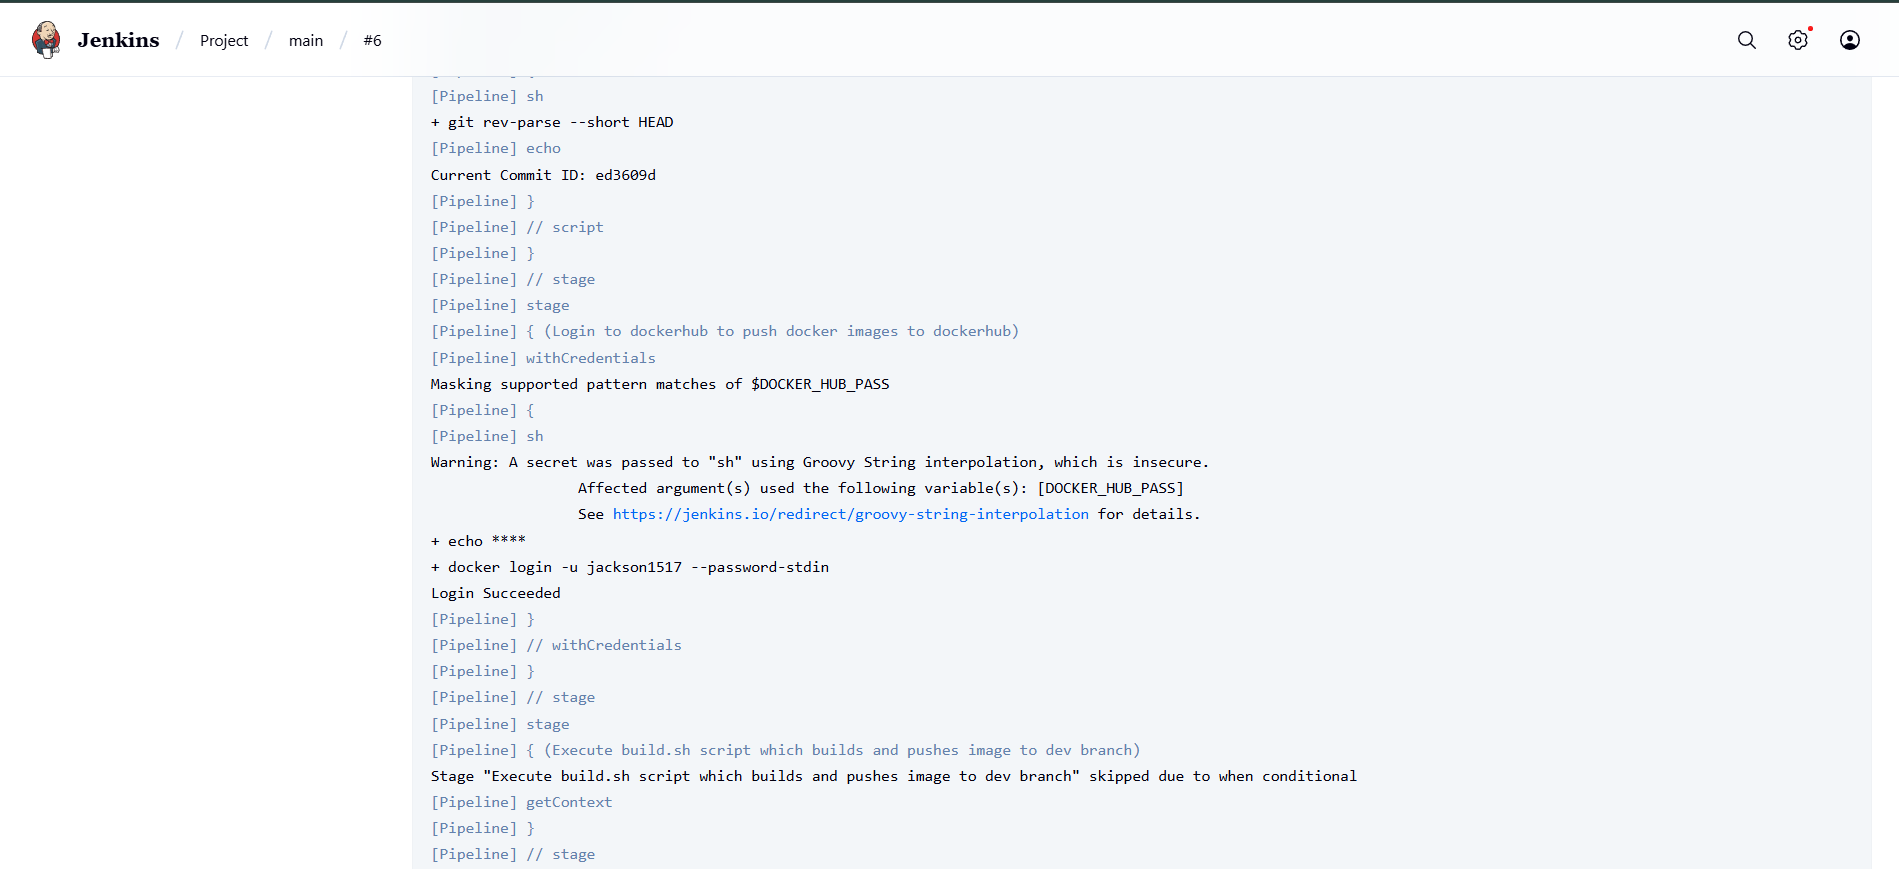 Jenkins / Project / main / #6
[Pipeline] sh
+ git rev-parse --short HEAD
[Pipeline] echo
Current Commit ID: ed3609d
[Pipeline] }
[Pipeline] // script
[Pipeline] }
[Pipeline] // stage
[Pipeline] stage
[Pipeline] { (Login to dockerhub to push docker images to dockerhub)
[Pipeline] withCredentials
Masking supported pattern matches of $DOCKER_HUB_PASS
[Pipeline] {
[Pipeline] sh
Warning: A secret was passed to "sh" using Groovy String interpolation, which is insecure.
Affected argument(s) used the following variable(s): [DOCKER_HUB_PASS]
See https://jenkins.io/redirect/groovy-string-interpolation for details.
+ echo ****
+ docker login -u jackson1517 --password-stdin
Login Succeeded
[Pipeline] }
[Pipeline] // withCredentials
[Pipeline] }
[Pipeline] // stage
[Pipeline] stage
[Pipeline] { (Execute build.sh script which builds and pushes image to dev branch)
Stage "Execute build.sh script which builds and pushes image to dev branch" skipped due to when conditional
[Pipeline] getContext
[Pipeline] }
[Pipeline] // stage